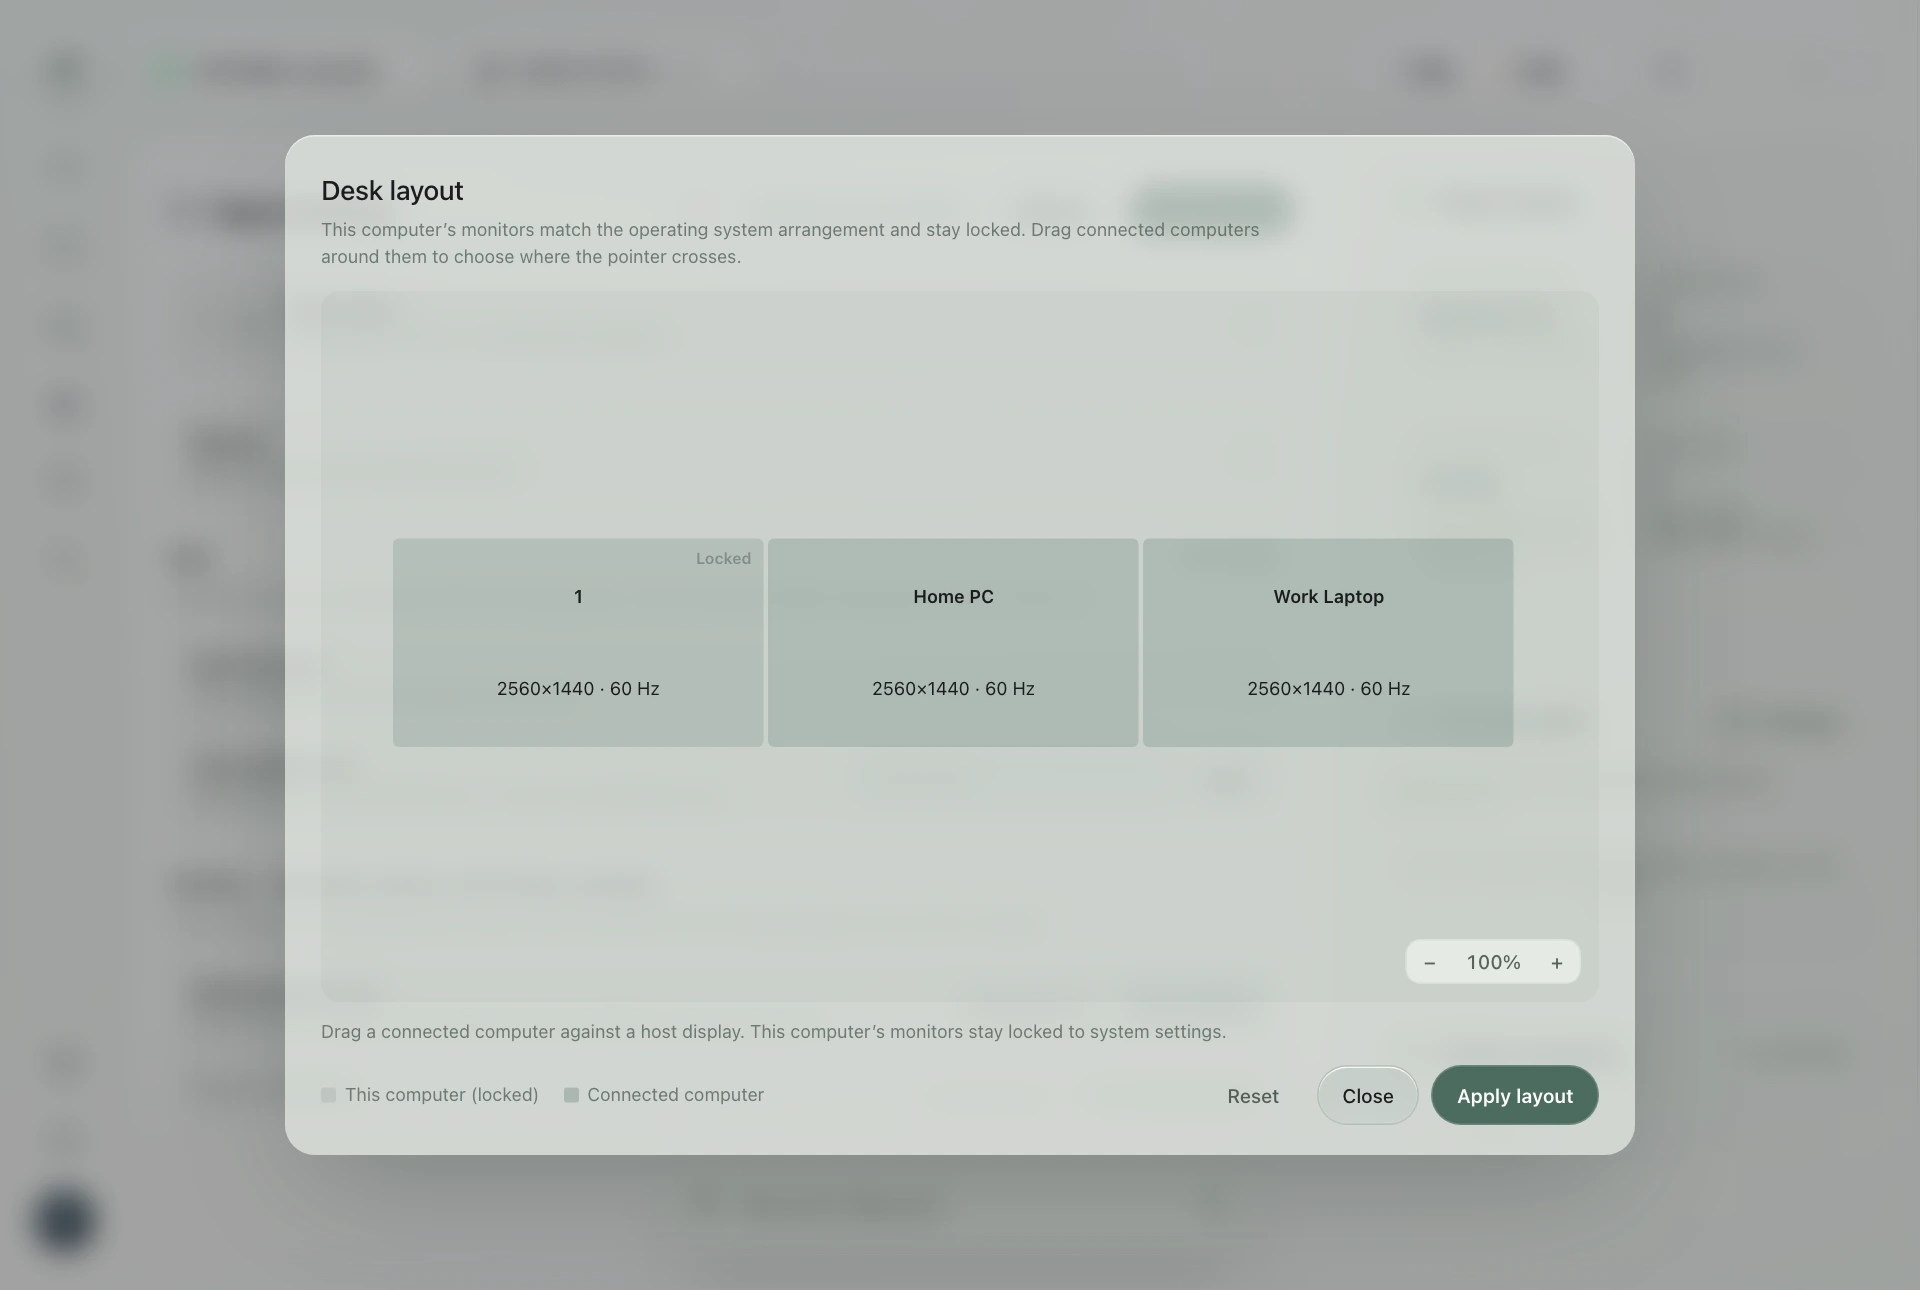 Desk layout
This computer’s monitors match the operating system arrangement and stay locked. Drag connected computers
around them to choose where the pointer crosses.
Locked
1
2560×1440 · 60 Hz
Home PC
2560×1440 · 60 Hz
Work Laptop
2560×1440 · 60 Hz
− 100% +
Drag a connected computer against a host display. This computer’s monitors stay locked to system settings.
This computer (locked) Connected computer
Reset Close Apply layout